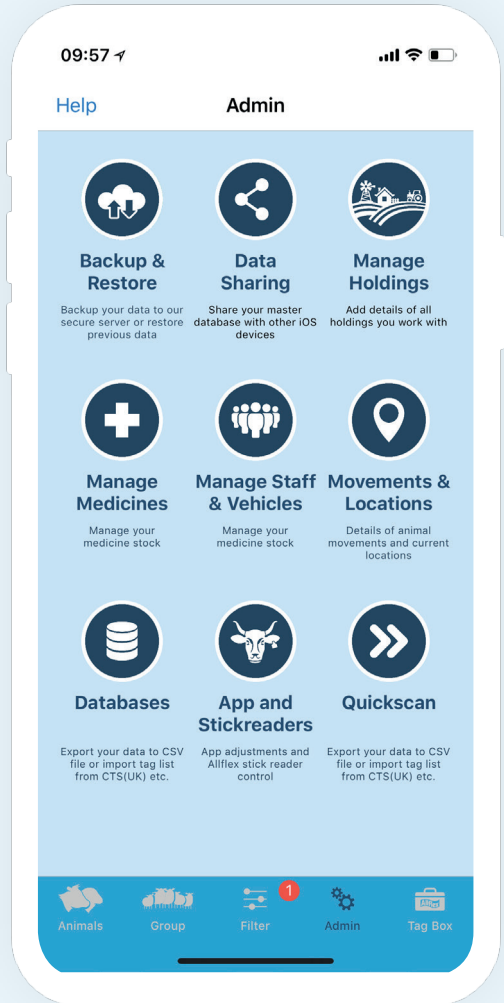 09:57
Help
Admin
Backup &
Restore
Backup your data to our
secure server or restore
previous data
Data
Sharing
Share your master
database with other iOS
devices
Manage
Holdings
Add details of all
holdings you work with
Manage
Medicines
Manage your
medicine stock
Manage Staff
& Vehicles
Manage your
medicine stock
Movements &
Locations
Details of animal
movements and current
locations
Databases
Export your data to CSV
file or import tag list
from CTS(UK) etc.
App and
Stickreaders
App adjustments and
Allflex stick reader
control
Quickscan
Export your data to CSV
file or import tag list
from CTS(UK) etc.
1
Animals
Group
Filter
Admin
Tag Box